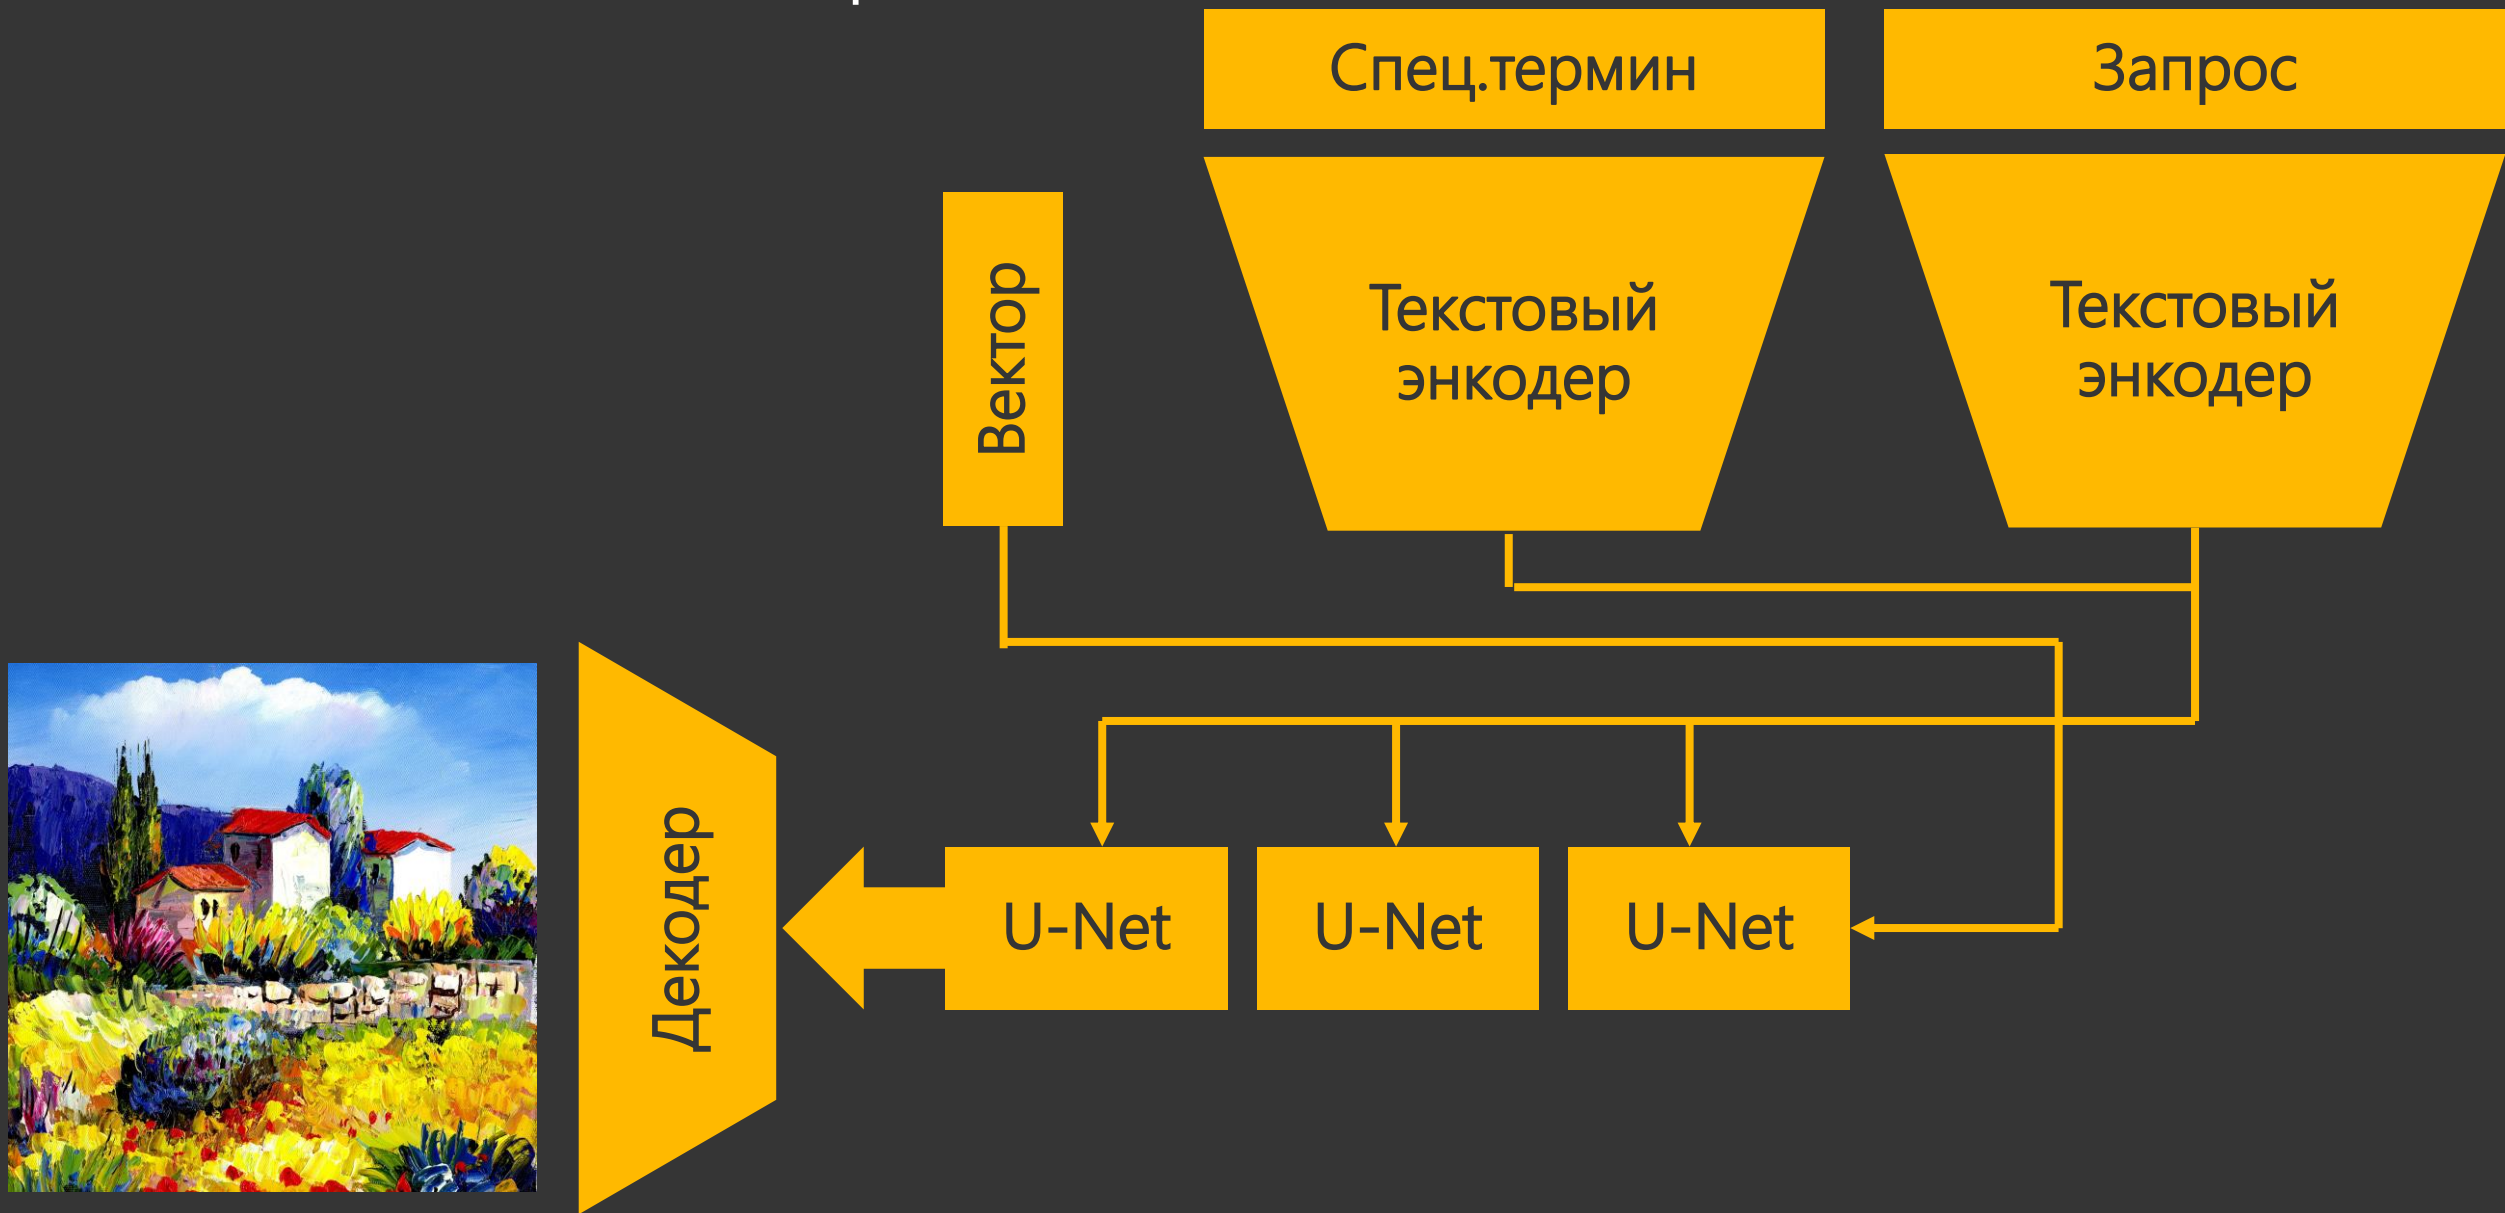 Спец.термин
Запрос
Вектор
Текстовый
энкодер
Текстовый
энкодер
Декодер
U-Net
U-Net
U-Net